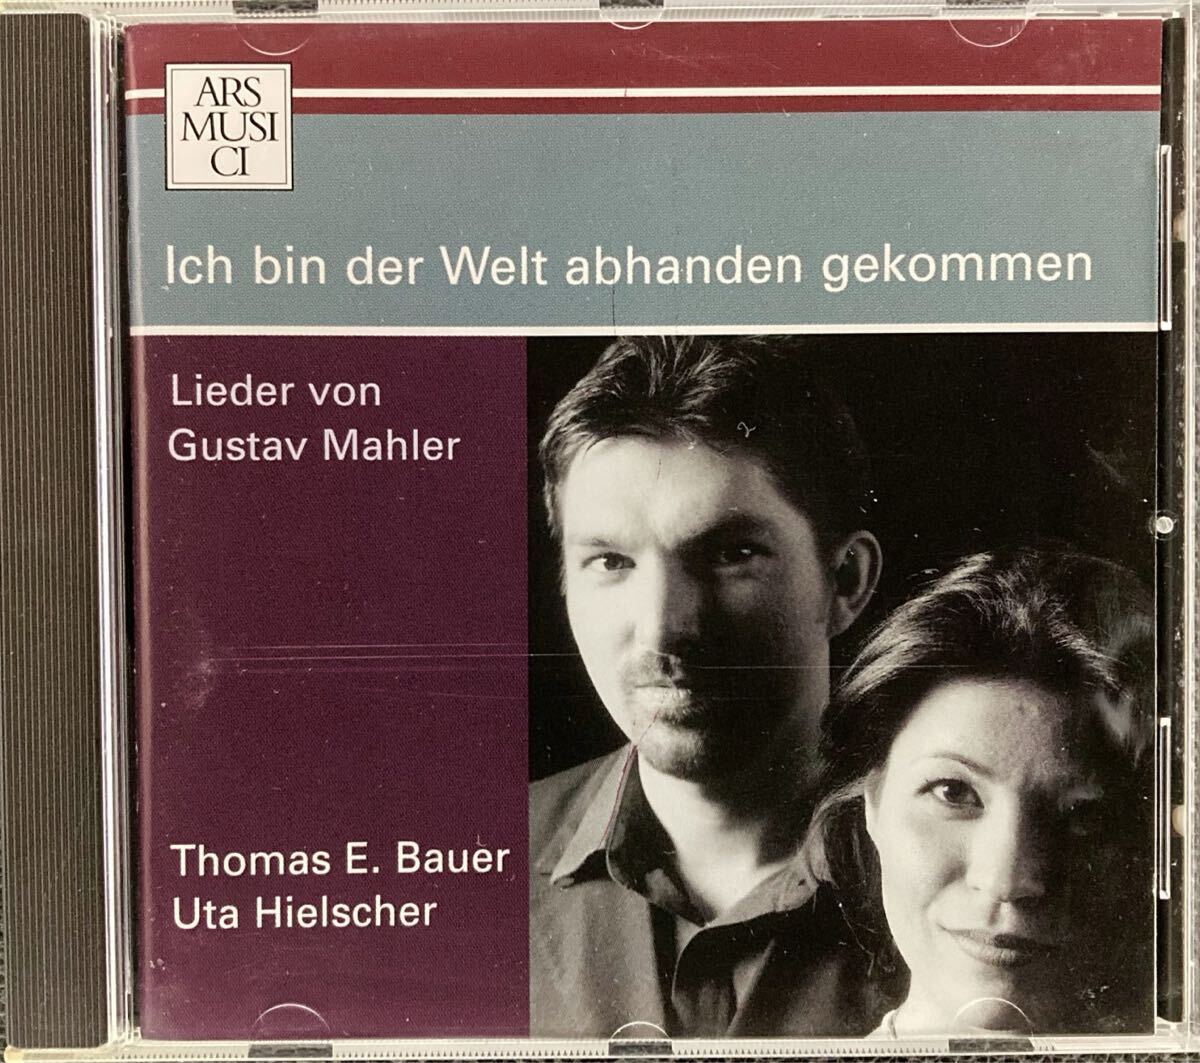 ARS
MUSI
CI
Ich bin der Welt abhanden gekommen
Lieder von
Gustav Mahler
Thomas E. Bauer
Uta Hielscher